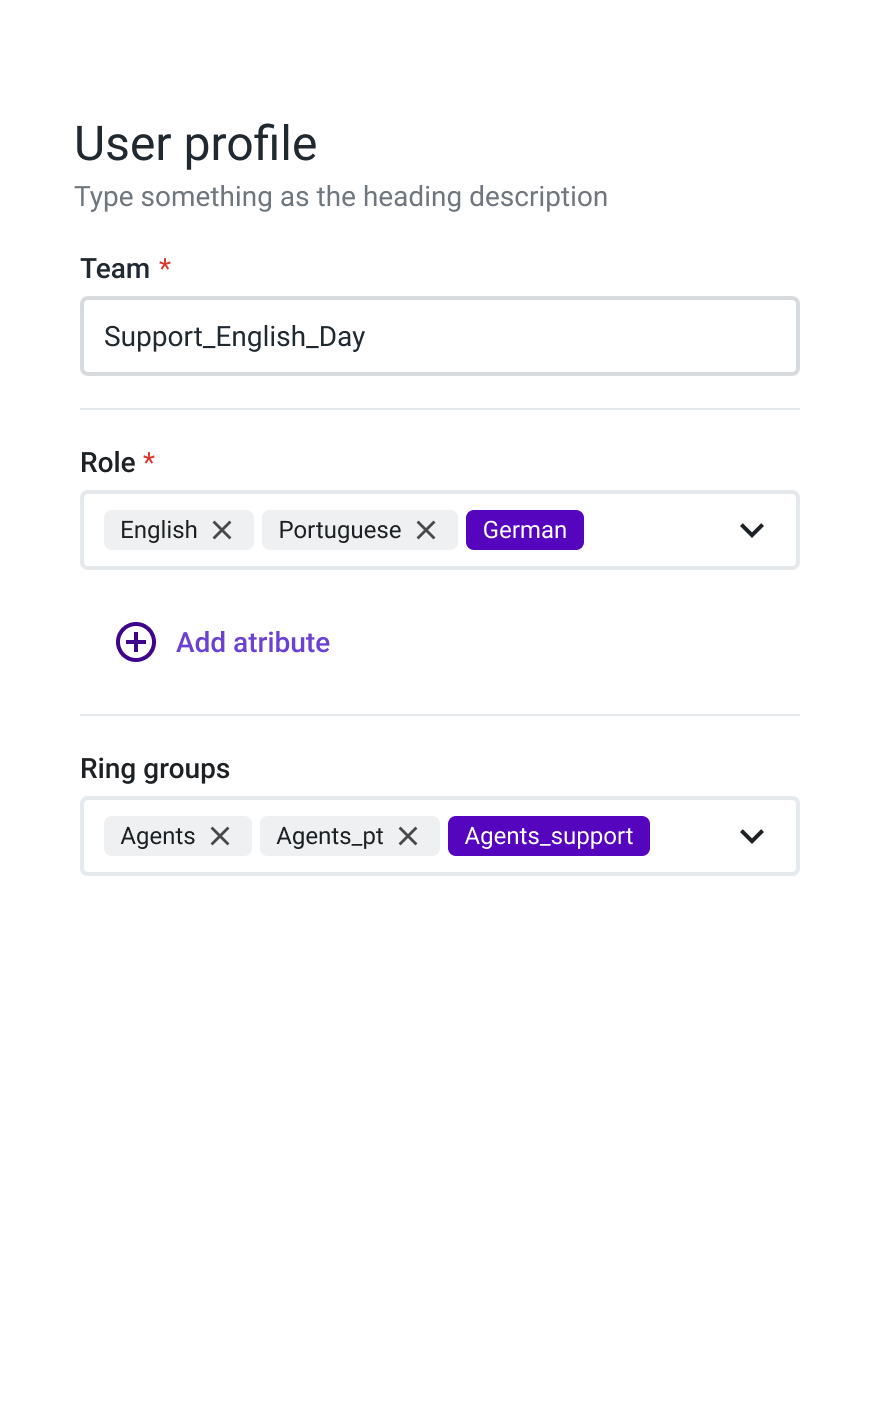 User profile
Type something as the heading description
Team *
Support_English_Day
Role *
English Portuguese German
Add atribute
Ring groups
Agents Agents_pt Agents_support